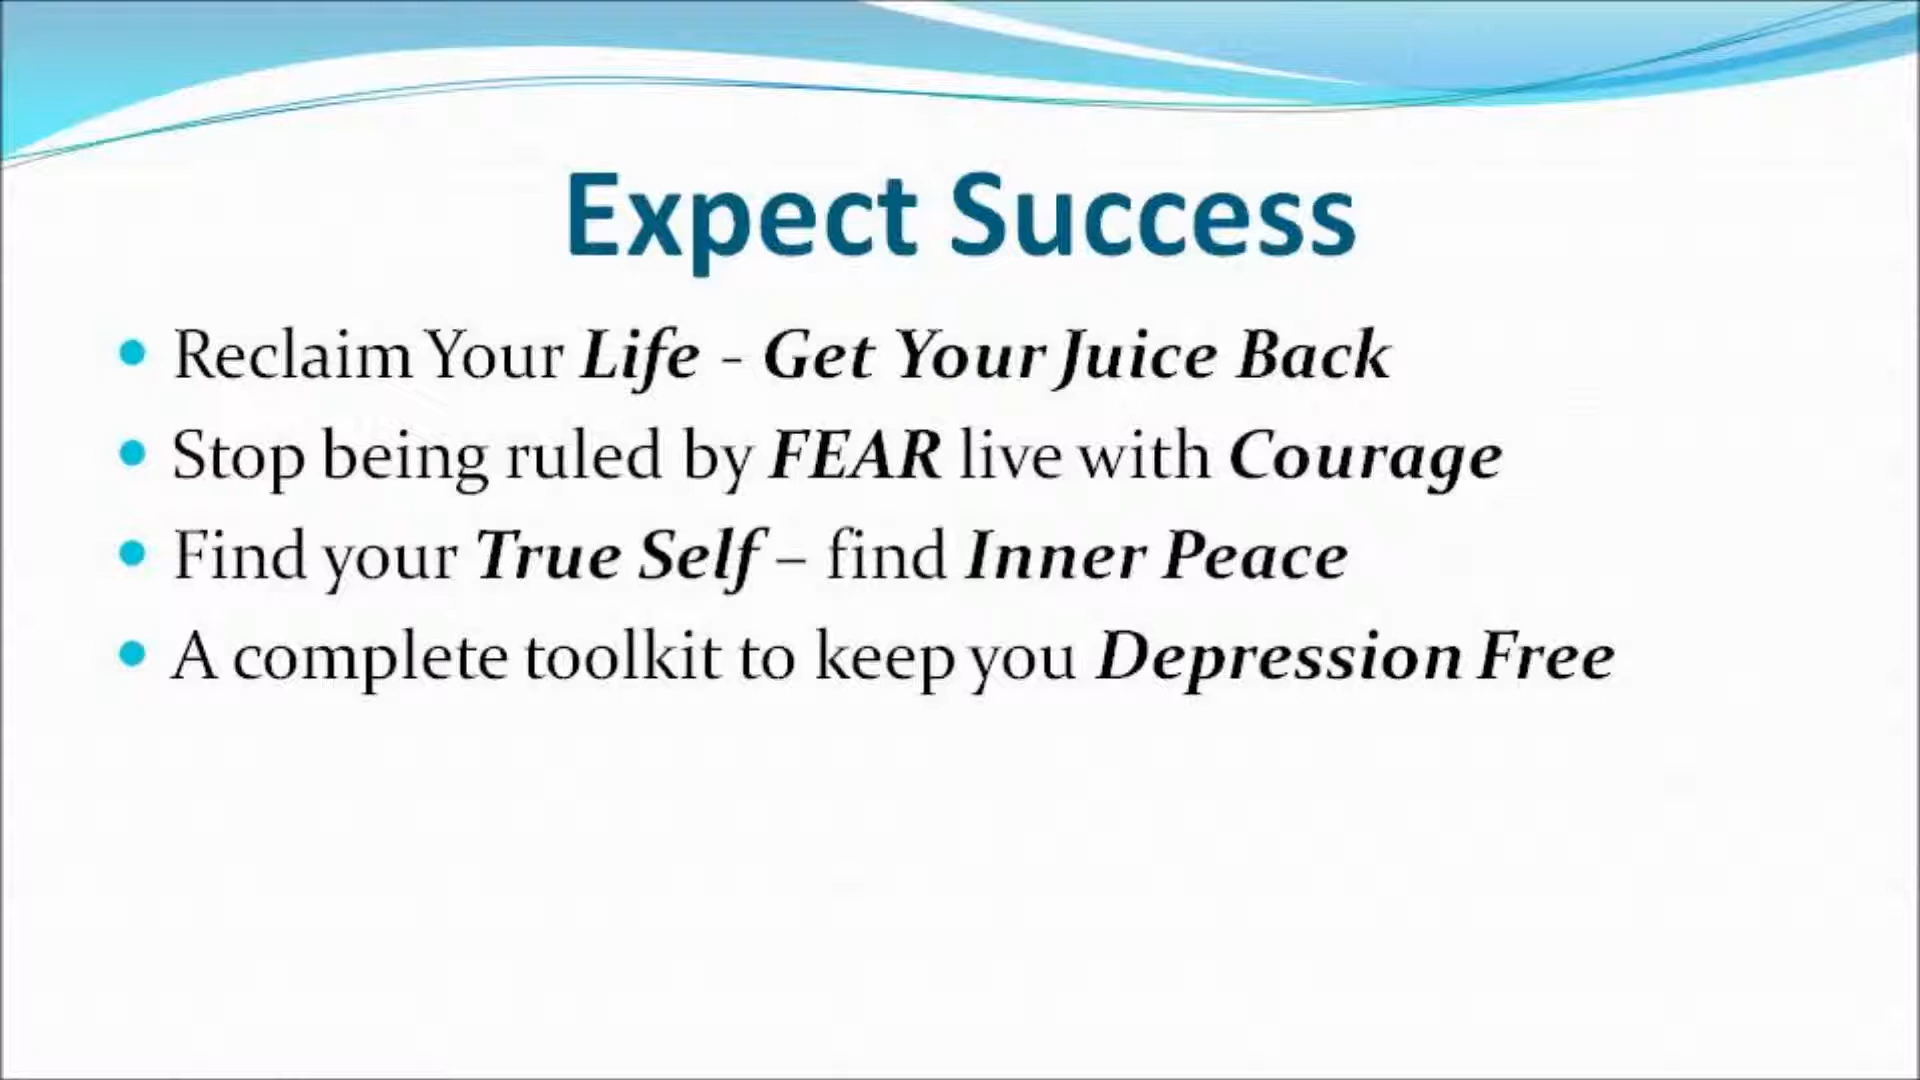 Expect Success
Reclaim Your Life - Get Your Juice Back
Stop being ruled by FEAR live with Courage
Find your True Self – find Inner Peace
A complete toolkit to keep you Depression Free